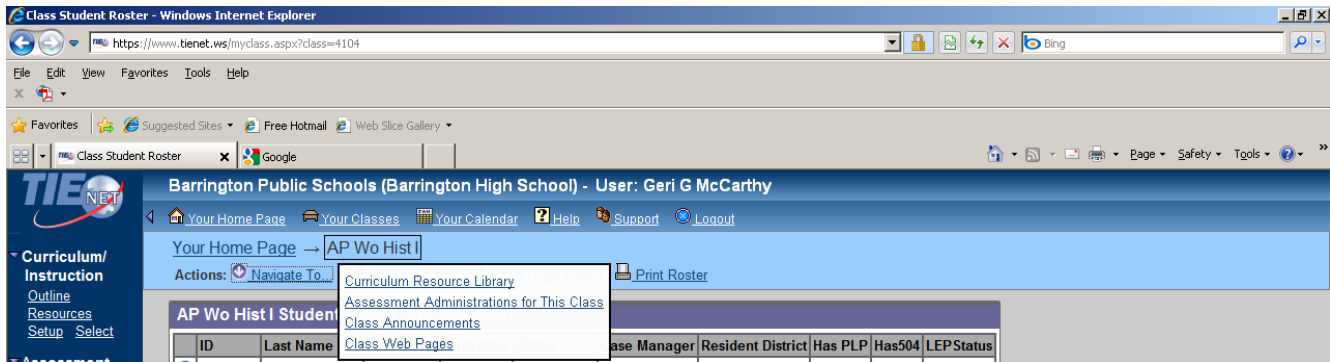 Class Student Roster - Windows Internet Explorer
https://www.tienet.ws/myclass.aspx?class=4104 Bing
File Edit View Favorites Tools Help
x
Favorites Suggested Sites Free Hotmail Web Slice Gallery
Class Student Roster x Google Page Safety Tools »
TIENET
Barrington Public Schools (Barrington High School) - User: Geri G McCarthy
Your Home Page Your Classes Your Calendar ? Help Support Logout
Your Home Page → AP Wo Hist I
Actions: Navigate To... Print Roster
Curriculum Resource Library
Assessment Administrations for This Class
Class Announcements
Class Web Pages
Curriculum/
Instruction
Outline
Resources
Setup Select
Assessment
AP Wo Hist I Student
ID Last Name ase Manager Resident District Has PLP Has504 LEPStatus